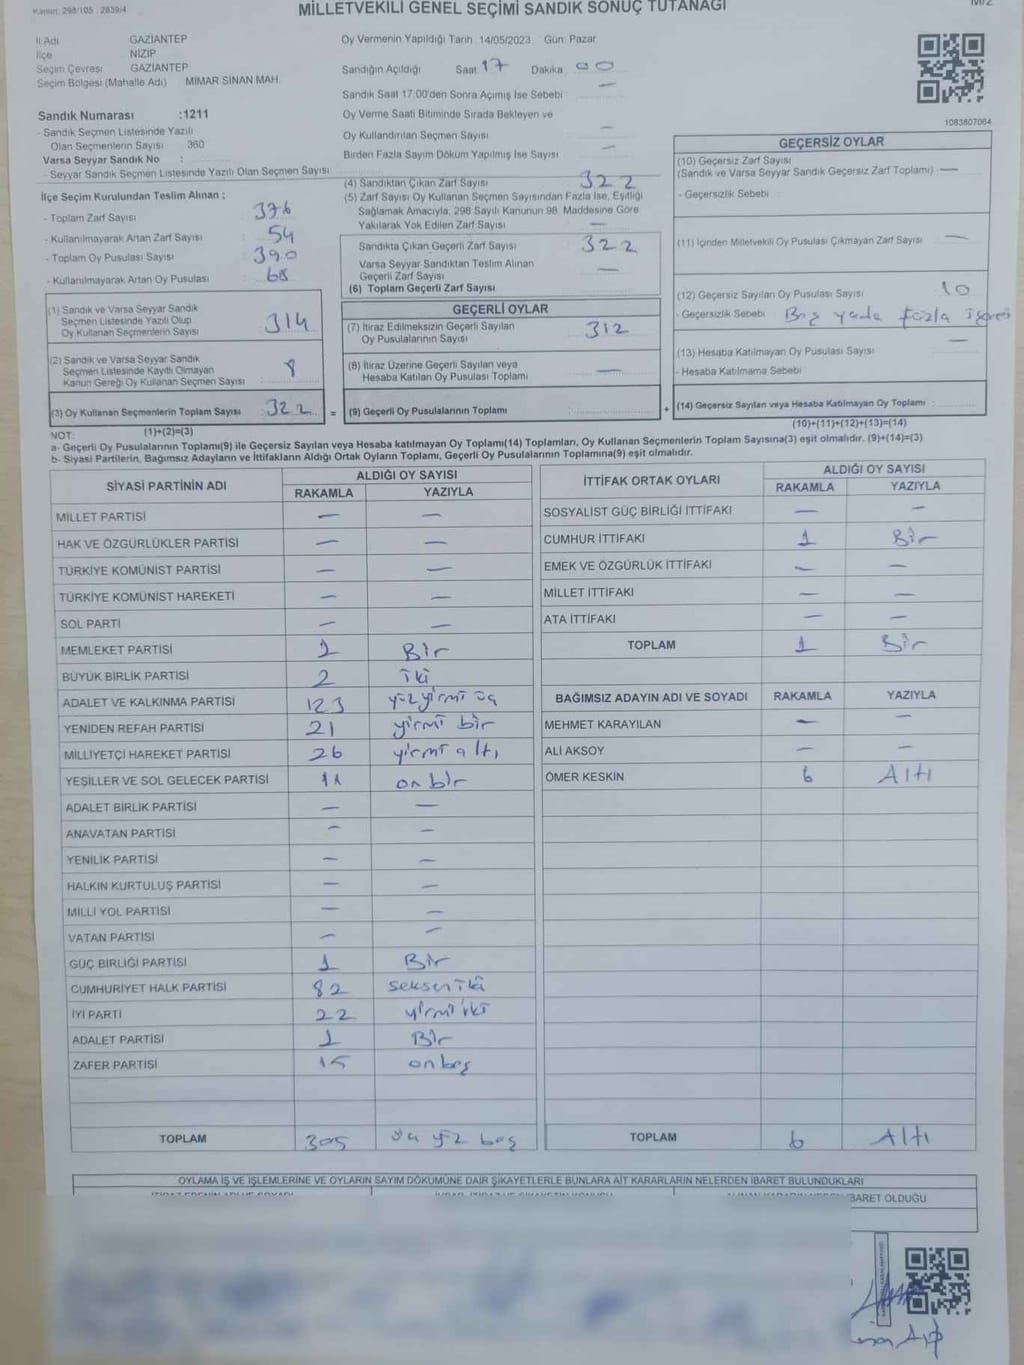 Kanun: 298/105 2839/4
MİLLETVEKİLİ GENEL SEÇİMİ SANDIK SONUÇ TUTANAĞI
M/2
İl Adı GAZİANTEP
İlçe NİZİP
Seçim Çevresi GAZİANTEP
Seçim Bölgesi (Mahalle Adı) MİMAR SİNAN MAH.
Sandık Numarası :1211
- Sandık Seçmen Listesinde Yazılı
Olan Seçmenlerin Sayısı 360
Varsa Seyyar Sandık No :
- Seyyar Sandık Seçmen Listesinde Yazılı Olan Seçmen Sayısı
Oy Vermenin Yapıldığı Tarih 14/05/2023 Gün: Pazar
Sandığın Açıldığı Saat 17 Dakika 00
Sandık Saat 17:00'den Sonra Açımış İse Sebebi —
Oy Verme Saati Bitiminde Sırada Bekleyen ve
Oy Kullandırılan Seçmen Sayısı —
Birden Fazla Sayım Döküm Yapılmış İse Sayısı —
1083807064
İlçe Seçim Kurulundan Teslim Alınan ;
- Toplam Zarf Sayısı 376
- Kullanılmayarak Artan Zarf Sayısı 54
- Toplam Oy Pusulası Sayısı 390
- Kullanılmayarak Artan Oy Pusulası 68
(1) Sandık ve Varsa Seyyar Sandık
Seçmen Listesinde Yazılı Olup
Oy Kullanan Seçmenlerin Sayısı 314
(2) Sandık ve Varsa Seyyar Sandık
Seçmen Listesinde Kayıtlı Olmayan
Kanun Gereği Oy Kullanan Seçmen Sayısı 8
(3) Oy Kullanan Seçmenlerin Toplam Sayısı 322 =
(1)+(2)=(3)
(4) Sandıktan Çıkan Zarf Sayısı 322
(5) Zarf Sayısı Oy Kullanan Seçmen Sayısından Fazla İse, Eşitliği
Sağlamak Amacıyla, 298 Sayılı Kanunun 98. Maddesine Göre
Yakılarak Yok Edilen Zarf Sayısı —
Sandıkta Çıkan Geçerli Zarf Sayısı 322
Varsa Seyyar Sandıktan Teslim Alınan
Geçerli Zarf Sayısı —
(6) Toplam Geçerli Zarf Sayısı
GEÇERLİ OYLAR
(7) İtiraz Edilmeksizin Geçerli Sayılan
Oy Pusulalarının Sayısı 312
(8) İtiraz Üzerine Geçerli Sayılan veya
Hesaba Katılan Oy Pusulası Toplamı —
(9) Geçerli Oy Pusulalarının Toplamı +
GEÇERSİZ OYLAR
(10) Geçersiz Zarf Sayısı
(Sandık ve Varsa Seyyar Sandık Geçersiz Zarf Toplamı) —
- Geçersizlik Sebebi :
(11) İçinden Milletvekili Oy Pusulası Çıkmayan Zarf Sayısı —
(12) Geçersiz Sayılan Oy Pusulası Sayısı 10
- Geçersizlik Sebebi yada fazla
(13) Hesaba Katılmayan Oy Pusulası Sayısı —
- Hesaba Katılmama Sebebi
(14) Geçersiz Sayılan veya Hesaba Katılmayan Oy Toplamı :
(10)+(11)+(12)+(13)=(14)
NOT:
a- Geçerli Oy Pusulalarının Toplamı(9) ile Geçersiz Sayılan veya Hesaba katılmayan Oy Toplamı(14) Toplamları, Oy Kullanan Seçmenlerin Toplam Sayısına(3) eşit olmalıdır. (9)+(14)=(3)
b- Siyasi Partilerin, Bağımsız Adayların ve İttifakların Aldığı Ortak Oyların Toplamı, Geçerli Oy Pusulalarının Toplamına(9) eşit olmalıdır.
SİYASİ PARTİNİN ADI ALDIĞI OY SAYISI
RAKAMLA YAZIYLA
MİLLET PARTİSİ — —
HAK VE ÖZGÜRLÜKLER PARTİSİ — —
TÜRKİYE KOMÜNİST PARTİSİ — —
TÜRKİYE KOMÜNİST HAREKETİ — —
SOL PARTİ — —
MEMLEKET PARTİSİ 1 Bir
BÜYÜK BİRLİK PARTİSİ 2 iki
ADALET VE KALKINMA PARTİSİ 123 yüz yirmi üç
YENİDEN REFAH PARTİSİ 21 yirmi bir
MİLLİYETÇİ HAREKET PARTİSİ 26 yirmi altı
YEŞİLLER VE SOL GELECEK PARTİSİ 11 on bir
ADALET BİRLİK PARTİSİ — —
ANAVATAN PARTİSİ — —
YENİLİK PARTİSİ — —
HALKIN KURTULUŞ PARTİSİ — —
MİLLİ YOL PARTİSİ — —
VATAN PARTİSİ — —
GÜÇ BİRLİĞİ PARTİSİ 1 Bir
CUMHURİYET HALK PARTİSİ 82 seksen iki
İYİ PARTİ 22 yirmi iki
ADALET PARTİSİ 1 Bir
ZAFER PARTİSİ 15 on beş
TOPLAM 305 üç yüz beş
İTTİFAK ORTAK OYLARI ALDIĞI OY SAYISI
RAKAMLA YAZIYLA
SOSYALİST GÜÇ BİRLİĞİ İTTİFAKI — —
CUMHUR İTTİFAKI 1 Bir
EMEK VE ÖZGÜRLÜK İTTİFAKI — —
MİLLET İTTİFAKI — —
ATA İTTİFAKI — —
TOPLAM 1 Bir
BAĞIMSIZ ADAYIN ADI VE SOYADI RAKAMLA YAZIYLA
MEHMET KARAYILAN — —
ALİ AKSOY — —
ÖMER KESKİN 6 Altı
TOPLAM 6 Altı
OYLAMA İŞ VE İŞLEMLERİNE VE OYLARIN SAYIM DÖKÜMÜNE DAİR ŞİKAYETLERLE BUNLARA AİT KARARLARIN NELERDEN İBARET BULUNDUKLARI
İBARET OLDUĞU